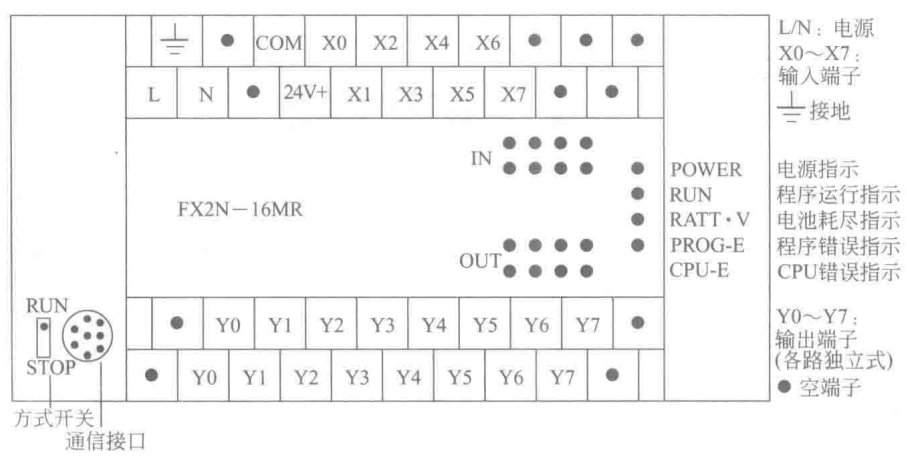 COM X0 X2 X4 X6
L N 24V+ X1 X3 X5 X7
L/N：电源
X0～X7：
输入端子
接地
IN
FX2N－16MR
OUT
POWER 电源指示
RUN 程序运行指示
RATT·V 电池耗尽指示
PROG-E 程序错误指示
CPU-E CPU错误指示
RUN
STOP
Y0 Y1 Y2 Y3 Y4 Y5 Y6 Y7
Y0 Y1 Y2 Y3 Y4 Y5 Y6 Y7
Y0～Y7：
输出端子
(各路独立式)
空端子
方式开关
通信接口